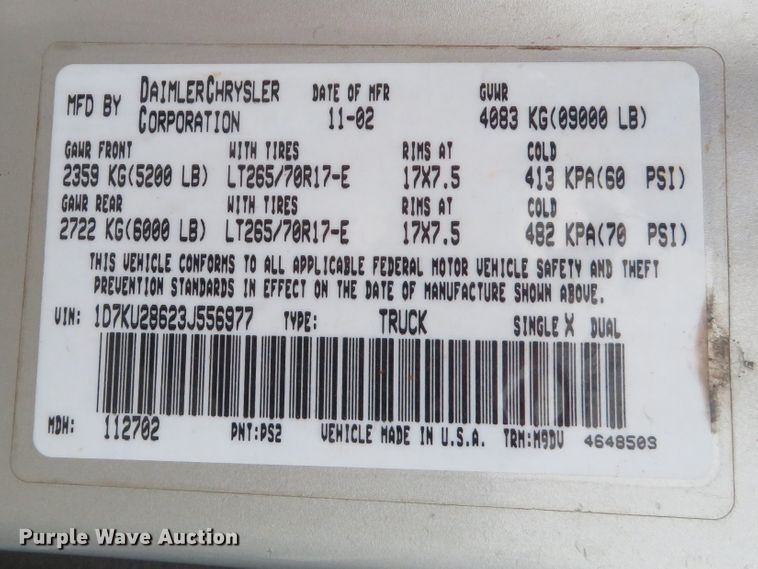 MFD BY DAIMLERCHRYSLER CORPORATION DATE OF MFR 11-02 GVWR 4083 KG(09000 LB)
GAWR FRONT WITH TIRES RIMS AT COLD
2359 KG(5200 LB) LT265/70R17-E 17X7.5 413 KPA(60 PSI)
GAWR REAR WITH TIRES RIMS AT COLD
2722 KG(6000 LB) LT265/70R17-E 17X7.5 482 KPA(70 PSI)
THIS VEHICLE CONFORMS TO ALL APPLICABLE FEDERAL MOTOR VEHICLE SAFETY AND THEFT
PREVENTION STANDARDS IN EFFECT ON THE DATE OF MANUFACTURE SHOWN ABOVE.
VIN: 1D7KU28623J556977 TYPE: TRUCK SINGLE X DUAL
MDH: 112702 PNT:PS2 VEHICLE MADE IN U.S.A. TRM:M9DV 4648503
Purple Wave Auction